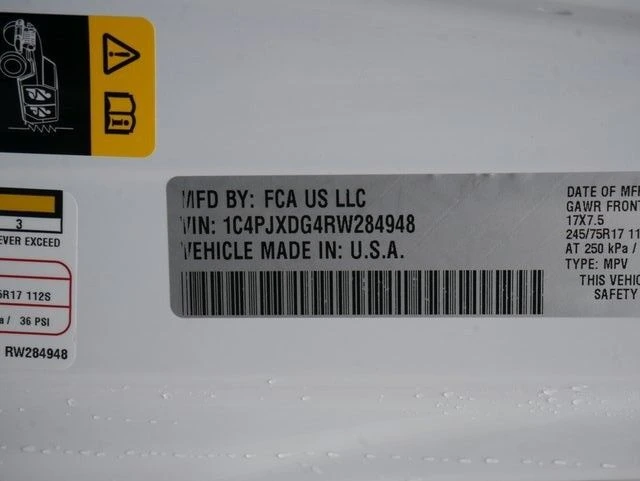 MFD BY: FCA US LLC
VIN: 1C4PJXDG4RW284948
VEHICLE MADE IN: U.S.A.
DATE OF MF
GAWR FRONT
17X7.5
245/75R17 11
AT 250 kPa /
TYPE: MPV
THIS VEHIC
SAFETY
3
EVER EXCEED
5R17 112S
a / 36 PSI
RW284948